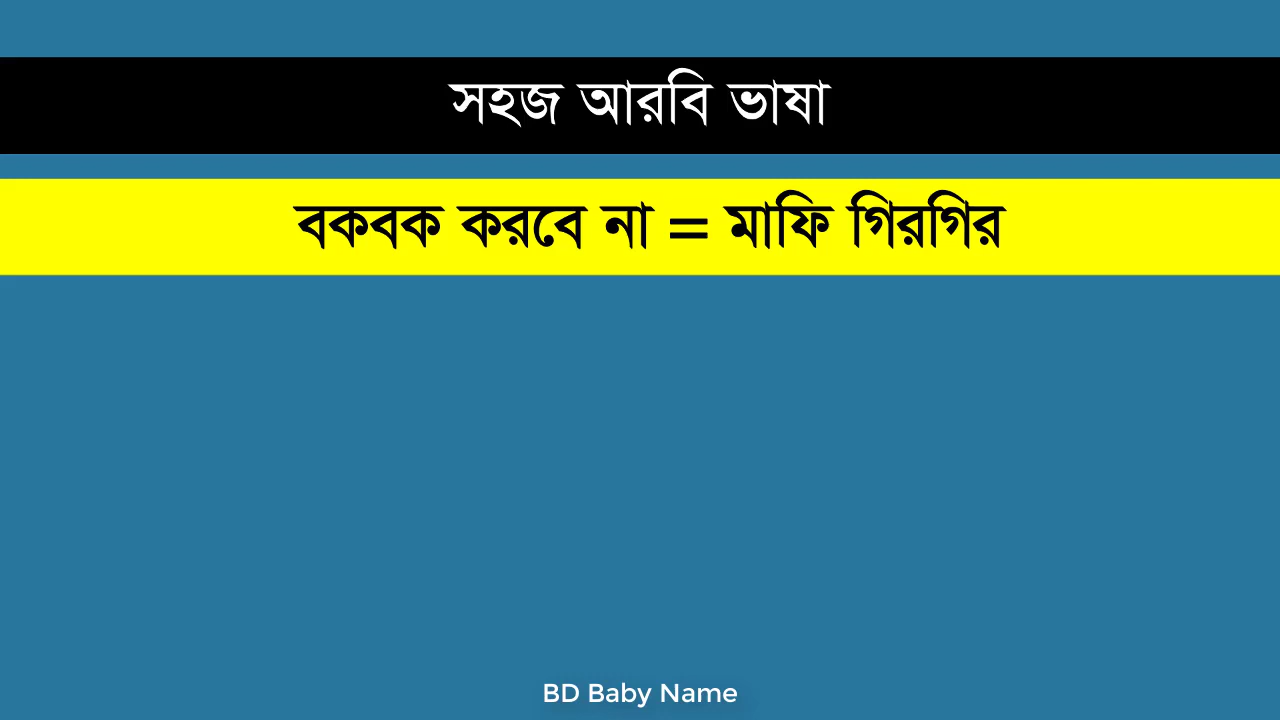 সহজ আরবি ভাষা
বকবক করবে না = মাফি গিরগির
BD Baby Name